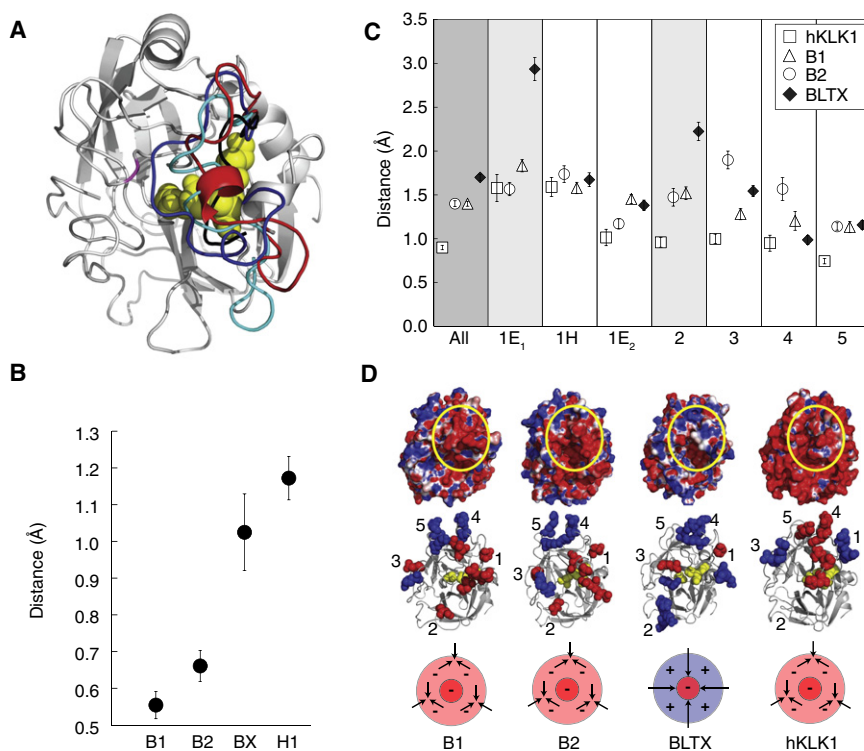 A
B
Distance (Å)
1.3
1.2
1.1
1.0
0.9
0.8
0.7
0.6
0.5
B1 B2 BX H1
C
Distance (Å)
3.5
3.0
2.5
2.0
1.5
1.0
0.5
0.0
hKLK1
B1
B2
BLTX
All 1E₁ 1H 1E₂ 2 3 4 5
D
5 4 5 4 5 4 5 4
1 1 1 1
3 3 3 3
2 2 2 2
- - - - -
- - - - -
+ + - + +
- - - - -
B1 B2 BLTX hKLK1